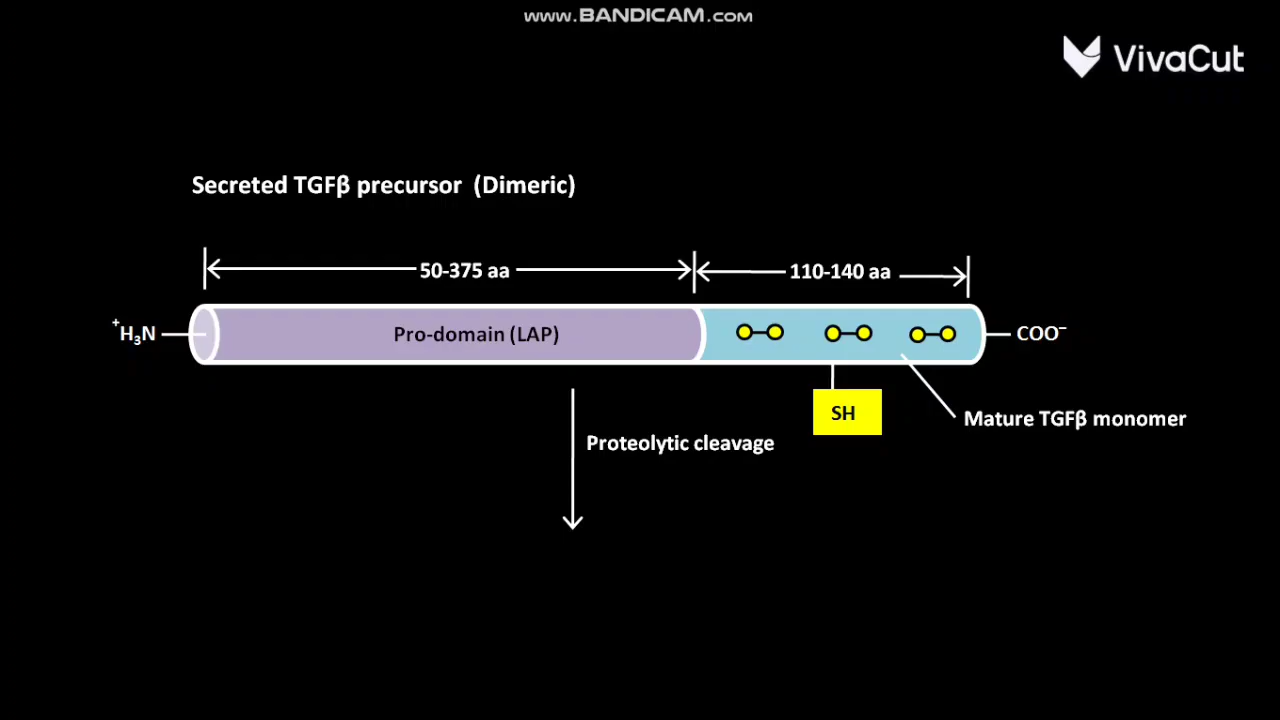 www.BANDICAM.COM
VivaCut
Secreted TGFβ precursor (Dimeric)
50-375 aa
110-140 aa
⁺H₃N
Pro-domain (LAP)
COO⁻
SH
Mature TGFβ monomer
Proteolytic cleavage